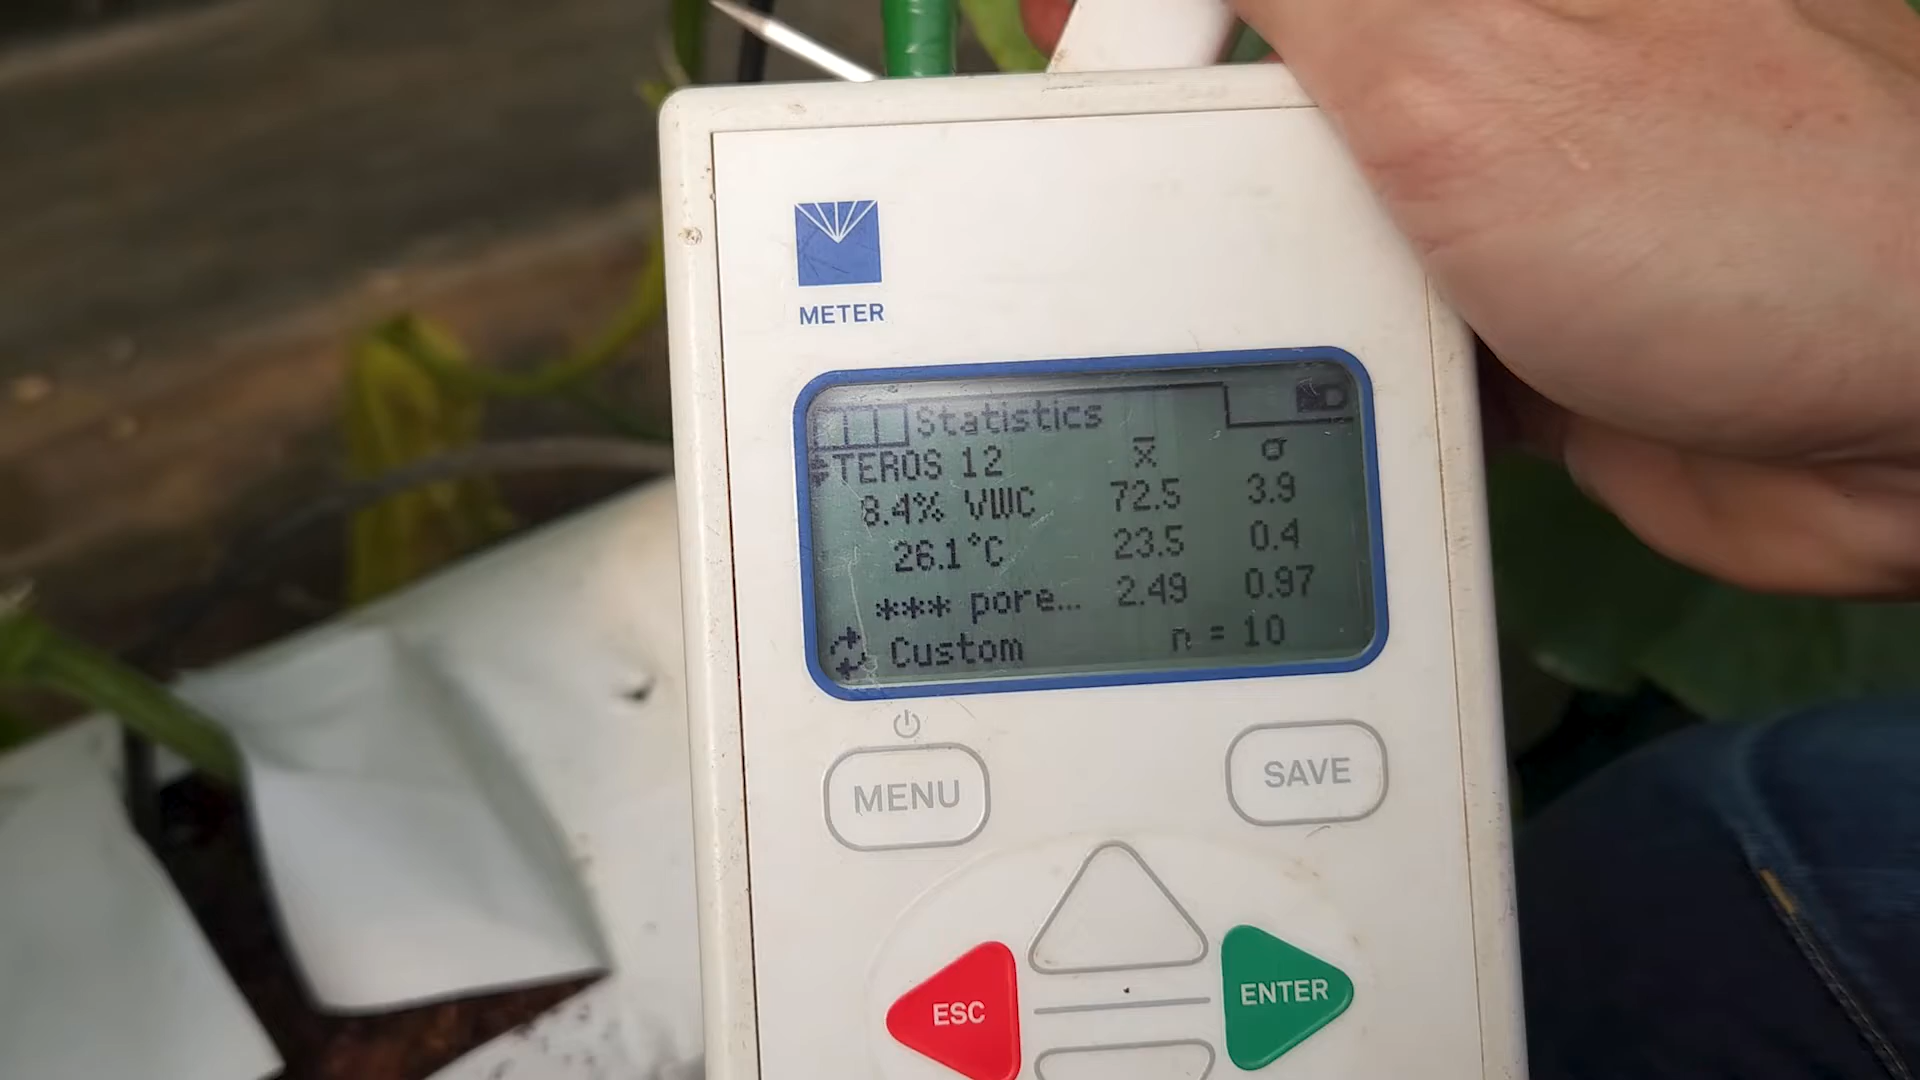 METER
Statistics
TEROS 12 x̄ σ
8.4% VWC 72.5 3.9
26.1°C 23.5 0.4
*** pore... 2.49 0.97
Custom n = 10
MENU
SAVE
ESC
ENTER